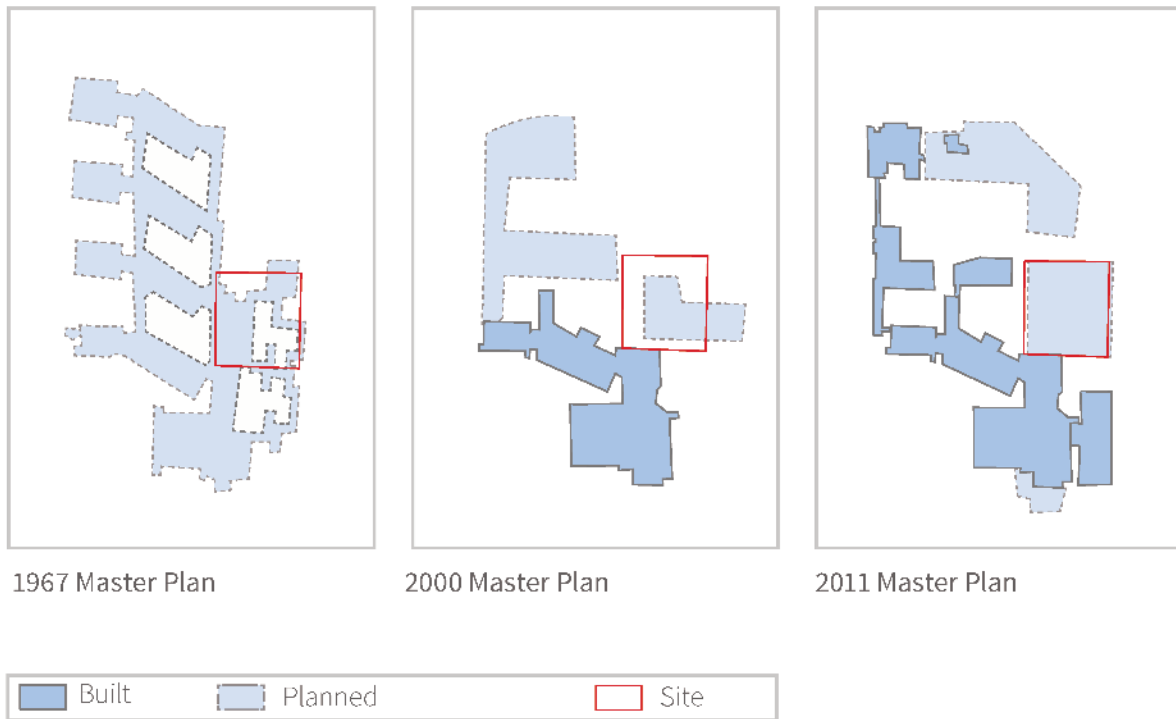 1967 Master Plan
2000 Master Plan
2011 Master Plan
Built
Planned
Site